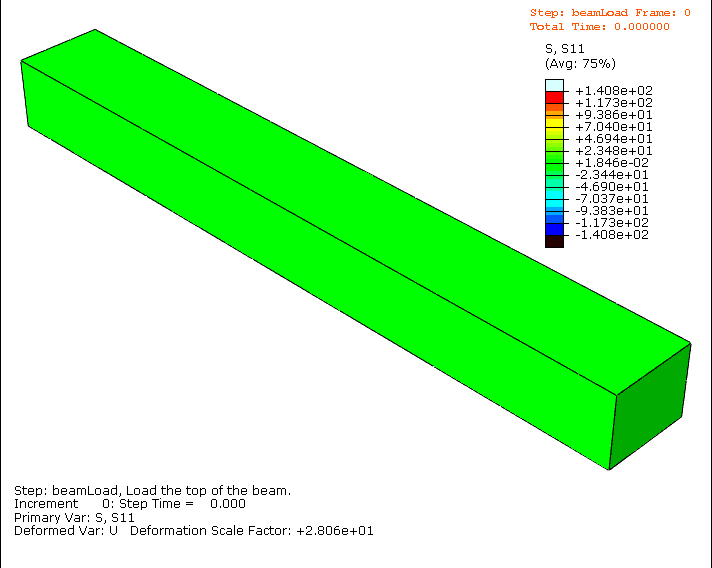 Step: beamLoad Frame: 0
Total Time: 0.000000
S, S11
(Avg: 75%)
+1.408e+02
+1.173e+02
+9.386e+01
+7.040e+01
+4.694e+01
+2.348e+01
+1.846e-02
-2.344e+01
-4.690e+01
-7.037e+01
-9.383e+01
-1.173e+02
-1.408e+02
Step: beamLoad, Load the top of the beam.
Increment 0: Step Time = 0.000
Primary Var: S, S11
Deformed Var: U Deformation Scale Factor: +2.806e+01